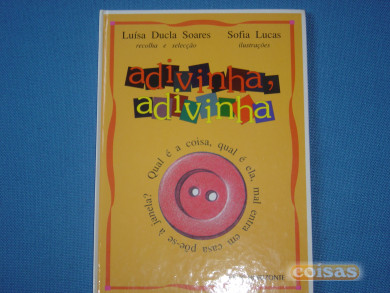 Luísa Ducla Soares
recolha e selecção
Sofia Lucas
ilustrações
adivinha,
adivinha
Qual é a coisa, qual é ela, mal entra em casa põe-se à janela?
coisas